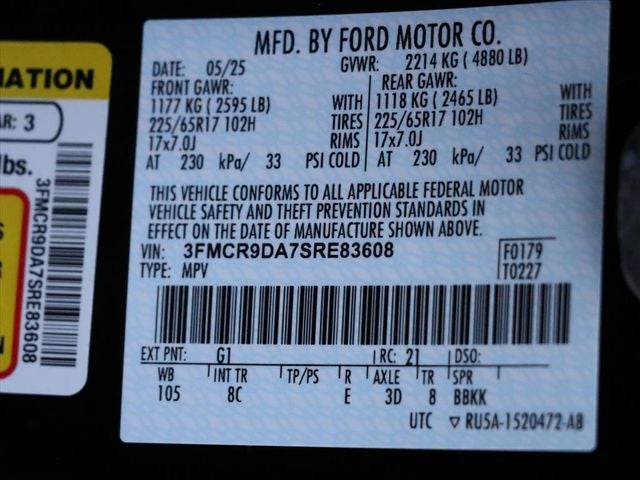 MATION
AR: 3
lbs.
3FMCR9DA7SRE83608
MFD. BY FORD MOTOR CO.
DATE: 05/25 GVWR: 2214 KG ( 4880 LB)
FRONT GAWR: REAR GAWR:
1177 KG ( 2595 LB) WITH 1118 KG ( 2465 LB) WITH
225/65R17 102H TIRES 225/65R17 102H TIRES
17x7.0J RIMS 17x7.0J RIMS
AT 230 kPa/ 33 PSI COLD AT 230 kPa/ 33 PSI COLD
THIS VEHICLE CONFORMS TO ALL APPLICABLE FEDERAL MOTOR
VEHICLE SAFETY AND THEFT PREVENTION STANDARDS IN
EFFECT ON THE DATE OF MANUFACTURE SHOWN ABOVE.
VIN: 3FMCR9DA7SRE83608 F0179
TYPE: MPV T0227
EXT PNT: G1 RC: 21 DSO:
WB INT TR TP/PS R AXLE TR SPR
105 8C E 3D 8 BBKK
UTC ▽ RU5A-1520472-AB